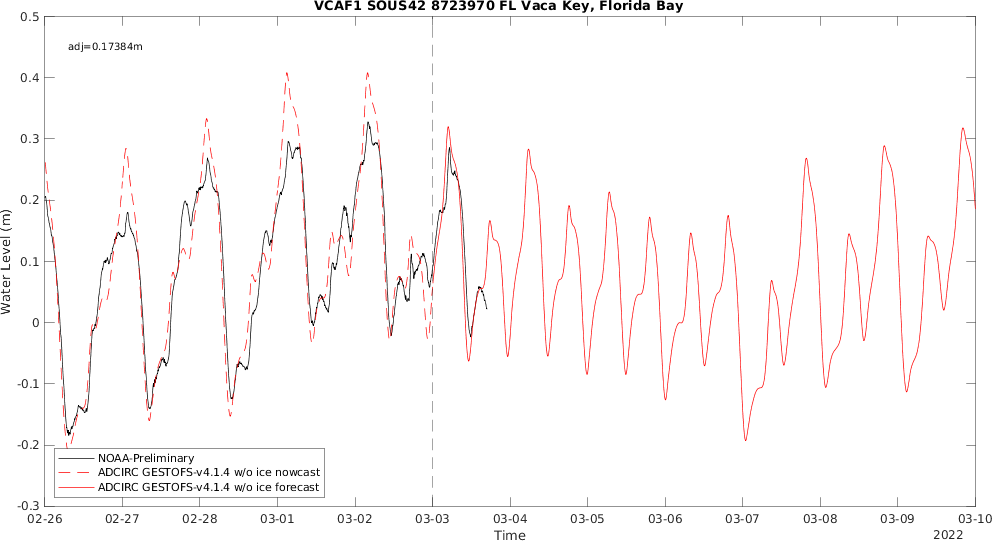 VCAF1 SOUS42 8723970 FL Vaca Key, Florida Bay
adj=0.17384m
0.5
0.4
0.3
0.2
0.1
0
-0.1
-0.2
-0.3
Water Level (m)
NOAA-Preliminary
ADCIRC GESTOFS-v4.1.4 w/o ice nowcast
ADCIRC GESTOFS-v4.1.4 w/o ice forecast
02-26 02-27 02-28 03-01 03-02 03-03 03-04 03-05 03-06 03-07 03-08 03-09 03-10
Time
2022